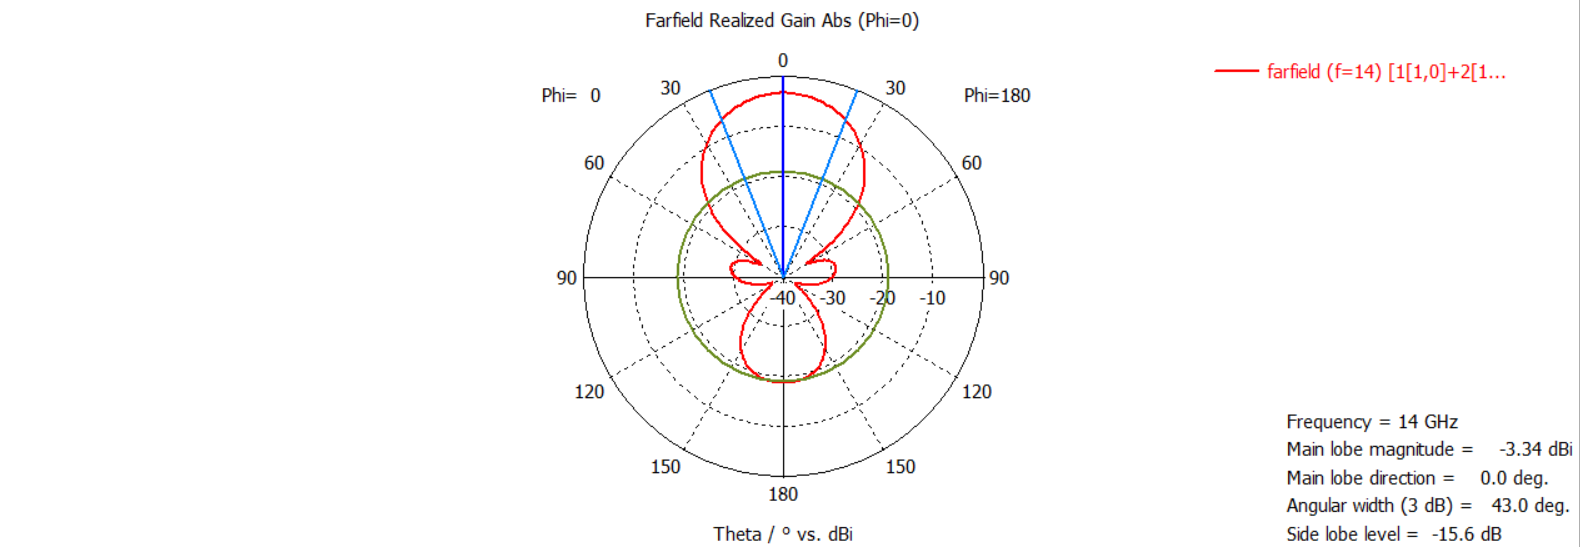 Farfield Realized Gain Abs (Phi=0)
farfield (f=14) [1[1,0]+2[1...
0
Phi= 0
30
30
Phi=180
60
60
90
90
-40
-30
-20
-10
120
120
150
150
180
Theta / ° vs. dBi
Frequency = 14 GHz
Main lobe magnitude = -3.34 dBi
Main lobe direction = 0.0 deg.
Angular width (3 dB) = 43.0 deg.
Side lobe level = -15.6 dB